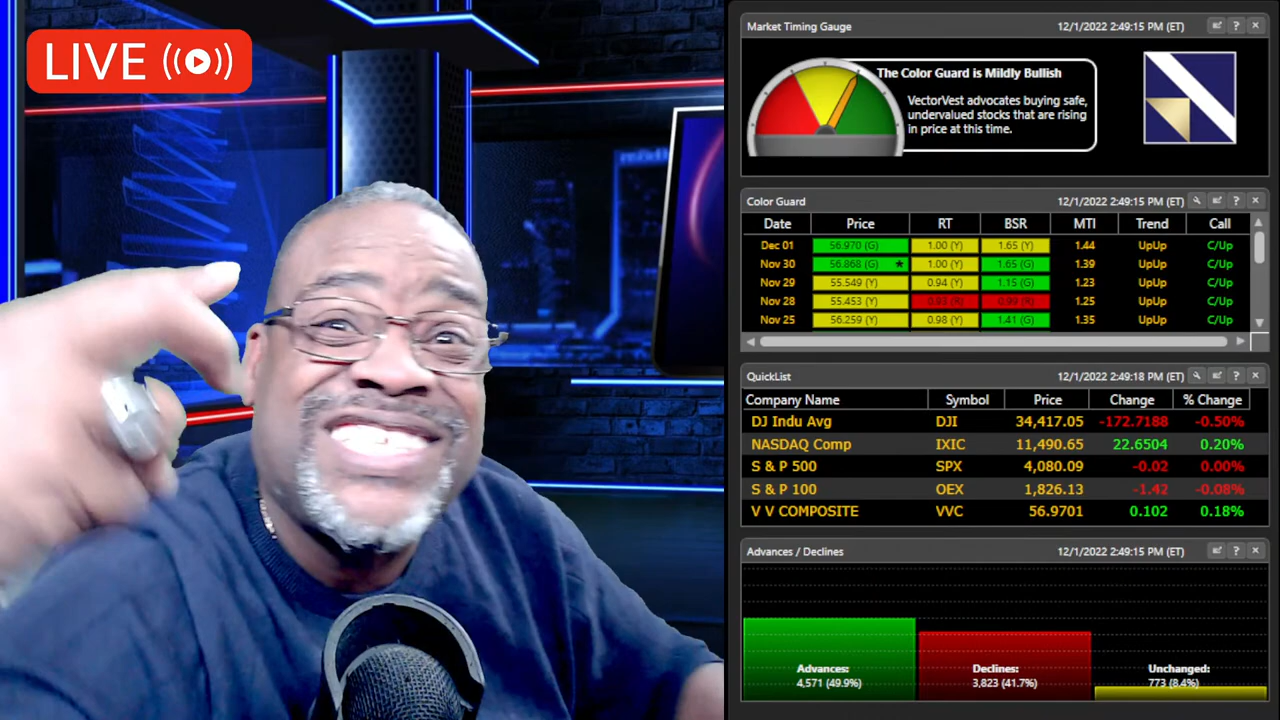 LIVE
Market Timing Gauge 12/1/2022 2:49:15 PM (ET)
The Color Guard is Mildly Bullish
VectorVest advocates buying safe,
undervalued stocks that are rising
in price at this time.
Color Guard 12/1/2022 2:49:15 PM (ET)
Date Price RT BSR MTI Trend Call
Dec 01 56.970 (G) 1.00 (Y) 1.65 (Y) 1.44 UpUp C/Up
Nov 30 56.868 (G) ★ 1.00 (Y) 1.65 (G) 1.39 UpUp C/Up
Nov 29 55.549 (Y) 0.94 (Y) 1.15 (G) 1.23 UpUp C/Up
Nov 28 55.453 (Y) 0.93 (R) 0.99 (R) 1.25 UpUp C/Up
Nov 25 56.259 (Y) 0.98 (Y) 1.41 (G) 1.35 UpUp C/Up
QuickList 12/1/2022 2:49:18 PM (ET)
Company Name Symbol Price Change % Change
DJ Indu Avg DJI 34,417.05 -172.7188 -0.50%
NASDAQ Comp IXIC 11,490.65 22.6504 0.20%
S & P 500 SPX 4,080.09 -0.02 0.00%
S & P 100 OEX 1,826.13 -1.42 -0.08%
V V COMPOSITE VVC 56.9701 0.102 0.18%
Advances / Declines 12/1/2022 2:49:15 PM (ET)
Advances: Declines: Unchanged:
4,571 (49.9%) 3,823 (41.7%) 773 (8.4%)